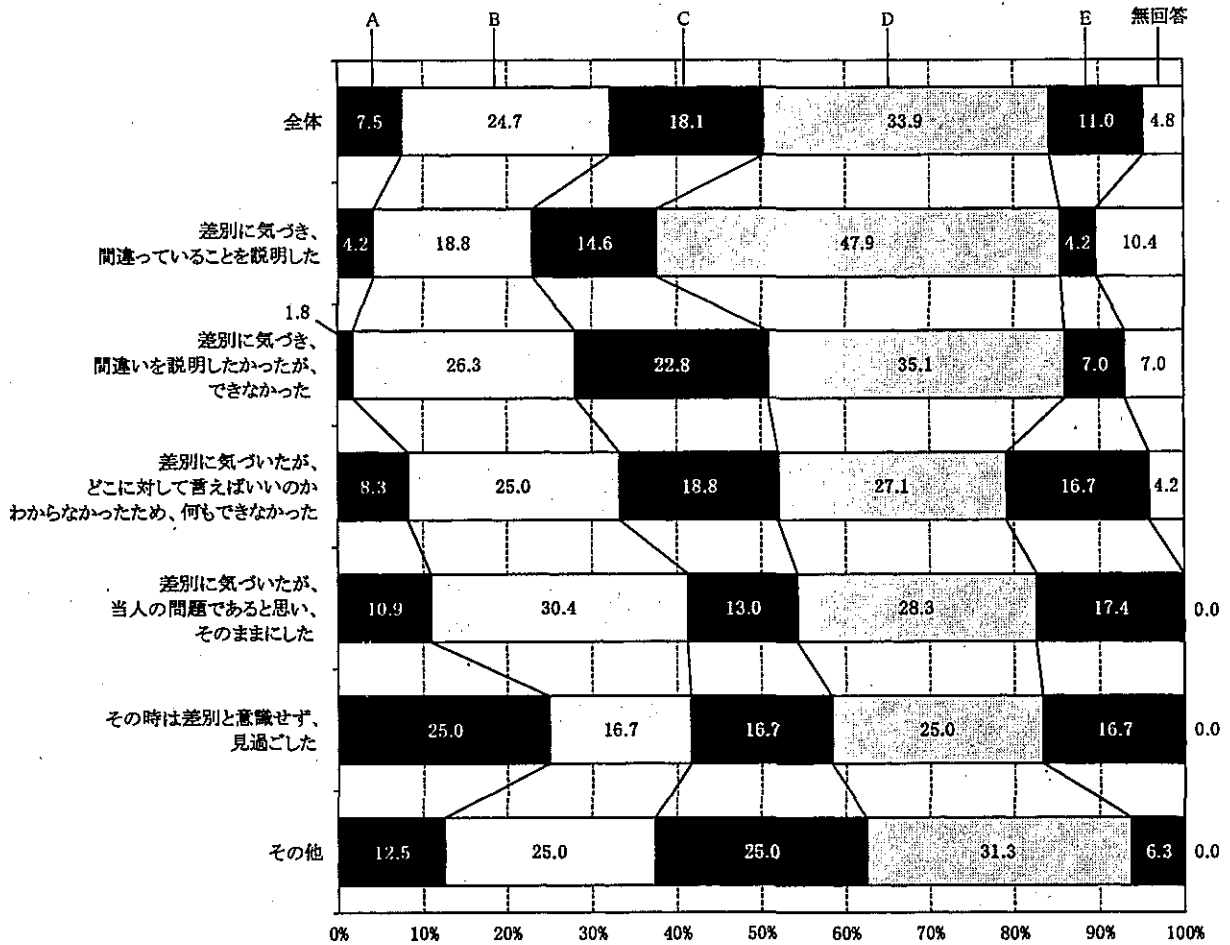 A B C D E 無回答
全体 7.5 24.7 18.1 33.9 11.0 4.8
差別に気づき、
間違っていることを説明した
4.2 18.8 14.6 47.9 4.2 10.4
1.8
差別に気づき、
間違いを説明したかったが、
できなかった
26.3 22.8 35.1 7.0 7.0
差別に気づいたが、
どこに対して言えばいいのか
わからなかったため、何もできなかった
8.3 25.0 18.8 27.1 16.7 4.2
差別に気づいたが、
当人の問題であると思い、
そのままにした
10.9 30.4 13.0 28.3 17.4 0.0
その時は差別と意識せず、
見過ごした
25.0 16.7 16.7 25.0 16.7 0.0
その他 12.5 25.0 25.0 31.3 6.3 0.0
0% 10% 20% 30% 40% 50% 60% 70% 80% 90% 100%